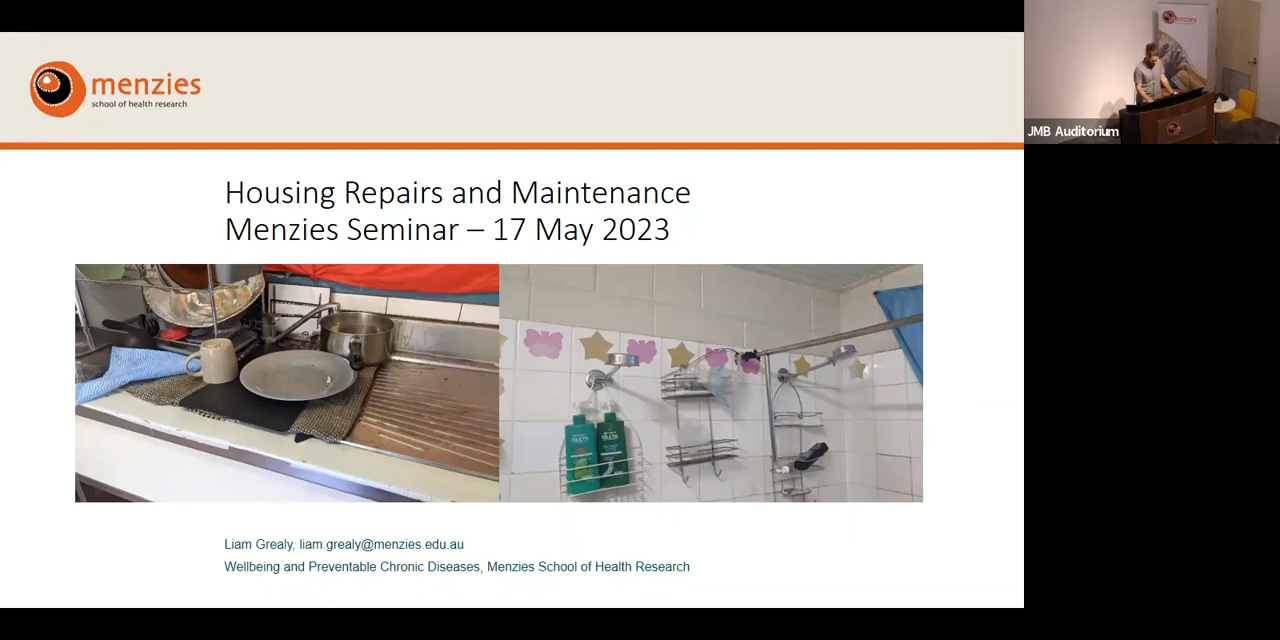 menzies
school of health research
Housing Repairs and Maintenance
Menzies Seminar – 17 May 2023
Liam Grealy, liam.grealy@menzies.edu.au
Wellbeing and Preventable Chronic Diseases, Menzies School of Health Research
menzies
JMB Auditorium